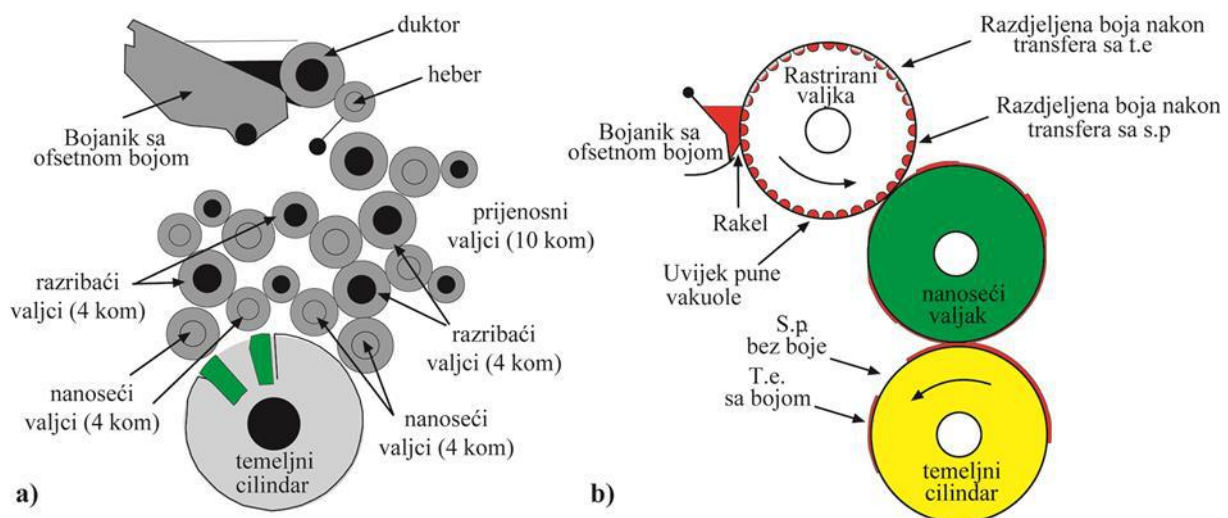 duktor
heber
Bojanik sa
ofsetnom bojom
prijenosni
valjci (10 kom)
razribaći
valjci (4 kom)
razribaći
valjci (4 kom)
nanoseći
valjci (4 kom)
nanoseći
valjci (4 kom)
temeljni
cilindar
a)
Razdjeljena boja nakon
transfera sa t.e
Rastrirani
valjka
Razdjeljena boja nakon
transfera sa s.p
Bojanik sa
ofsetnom bojom
Rakel
Uvijek pune
vakuole
nanoseći
valjak
S.p.
bez boje
T.e.
sa bojom
temeljni
cilindar
b)